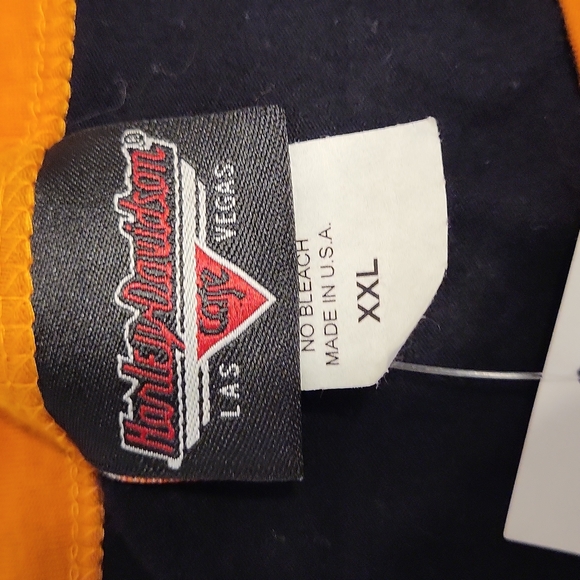 Harley-Davidson®
Cafe
LAS VEGAS
NO BLEACH
MADE IN U.S.A.
XXL